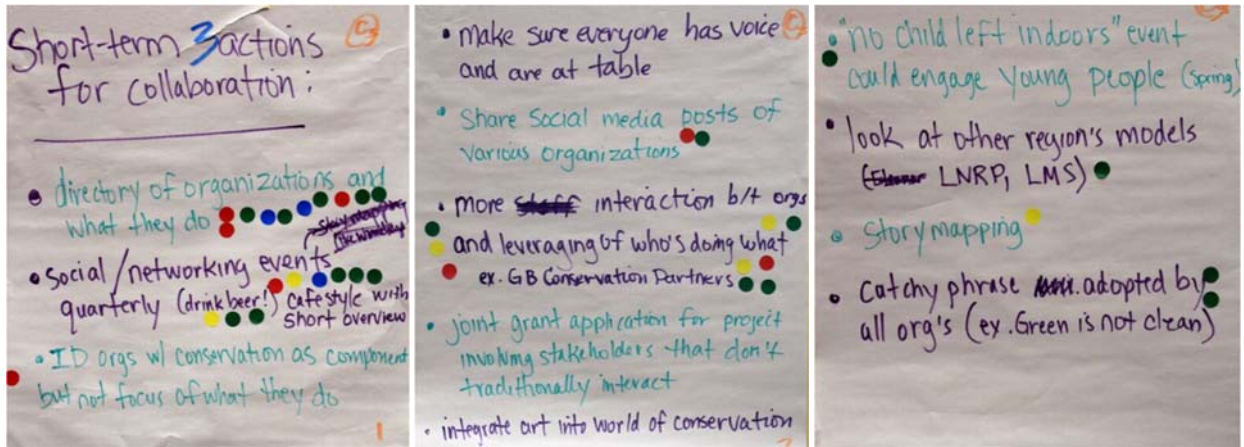 Short-term 3 actions
for collaboration:
• directory of organizations and
what they do
• social/networking events
quarterly (drink beer!) cafe style with
short overview
• ID orgs w/ conservation as component
but not focus of what they do
1
• make sure everyone has voice
and are at table
• Share social media posts of
various organizations
• more staff interaction b/t orgs
and leveraging of who's doing what
ex. GB Conservation Partners
• joint grant application for project
involving stakeholders that don't
traditionally interact
• integrate art into world of conservation
• "no child left indoors" event
could engage young people (spring)
• look at other region's models
( LNRP, LMS)
• Story mapping
• Catchy phrase adopted by
all org's (ex. Green is not clean)